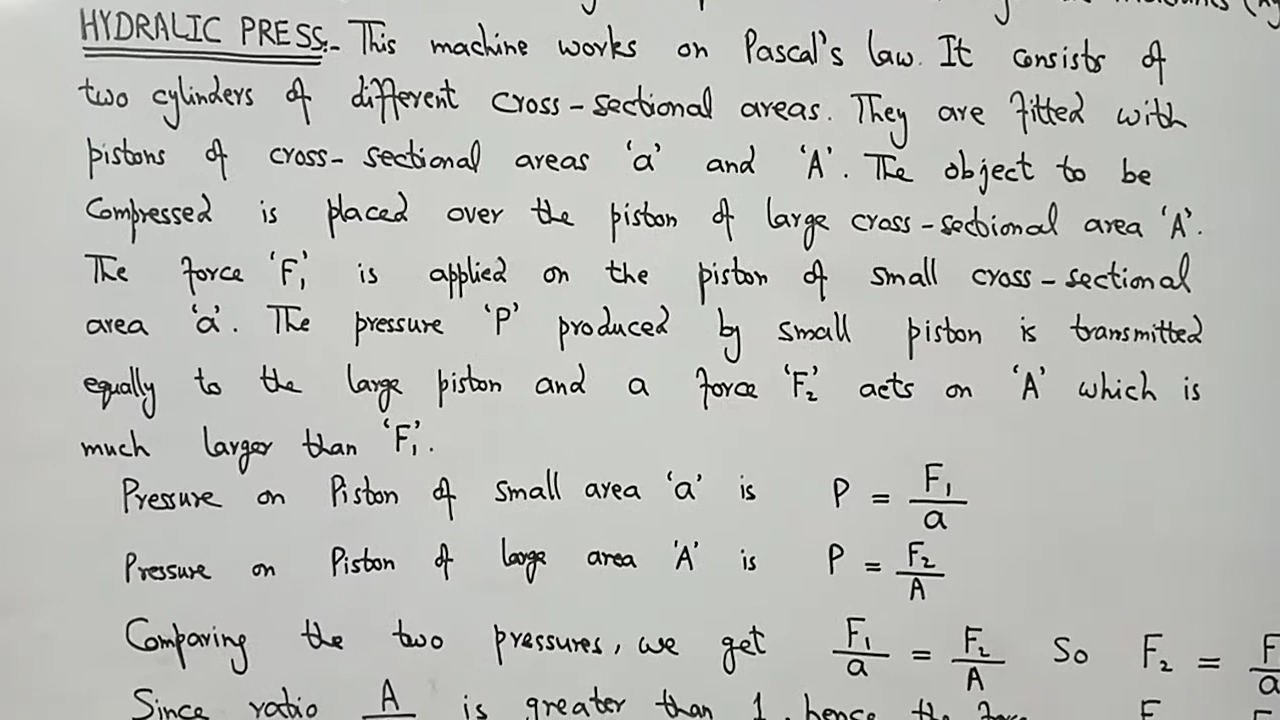 HYDRALIC PRESS:- This machine works on Pascal's law. It consists of
two cylinders of different cross-sectional areas. They are fitted with
pistons of cross-sectional areas 'a' and 'A'. The object to be
Compressed is placed over the piston of large cross-sectional area 'A'.
The force 'F₁' is applied on the piston of small cross-sectional
area 'a'. The pressure 'P' produced by small piston is transmitted
equally to the large piston and a force 'F₂' acts on 'A' which is
much larger than 'F₁'.
Pressure on Piston of small area 'a' is P = F₁/a
Pressure on Piston of large area 'A' is P = F₂/A
Comparing the two pressures, we get F₁/a = F₂/A So F₂ = F/a
Since ratio A is greater than 1, hence the